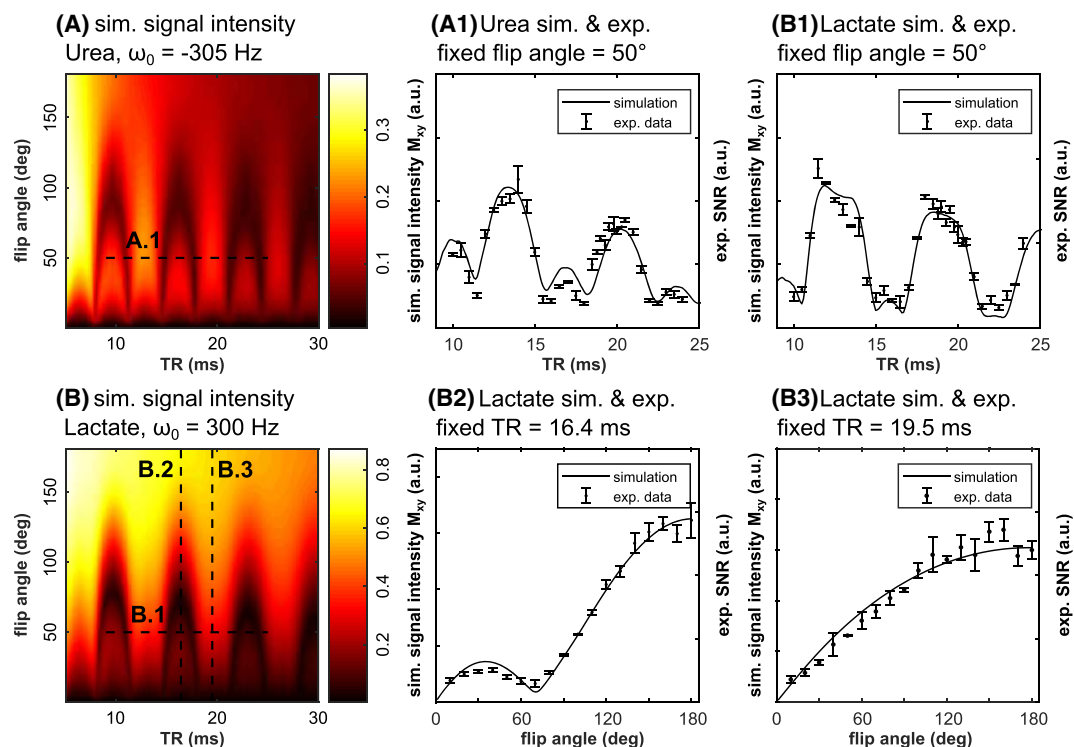 (A) sim. signal intensity
Urea, ω0 = -305 Hz
150
100
50
flip angle (deg)
A.1
10
20
30
TR (ms)
0.3
0.2
0.1
(A1) Urea sim. & exp.
fixed flip angle = 50°
sim. signal intensity Mxy (a.u.)
simulation
exp. data
exp. SNR (a.u.)
10
15
20
25
TR (ms)
(B1) Lactate sim. & exp.
fixed flip angle = 50°
sim. signal intensity Mxy (a.u.)
simulation
exp. data
exp. SNR (a.u.)
10
15
20
25
TR (ms)
(B) sim. signal intensity
Lactate, ω0 = 300 Hz
150
100
50
flip angle (deg)
B.2
B.3
B.1
10
20
30
TR (ms)
0.8
0.6
0.4
0.2
(B2) Lactate sim. & exp.
fixed TR = 16.4 ms
sim. signal intensity Mxy (a.u.)
simulation
exp. data
exp. SNR (a.u.)
0
60
120
180
flip angle (deg)
(B3) Lactate sim. & exp.
fixed TR = 19.5 ms
sim. signal intensity Mxy (a.u.)
simulation
exp. data
exp. SNR (a.u.)
0
60
120
180
flip angle (deg)